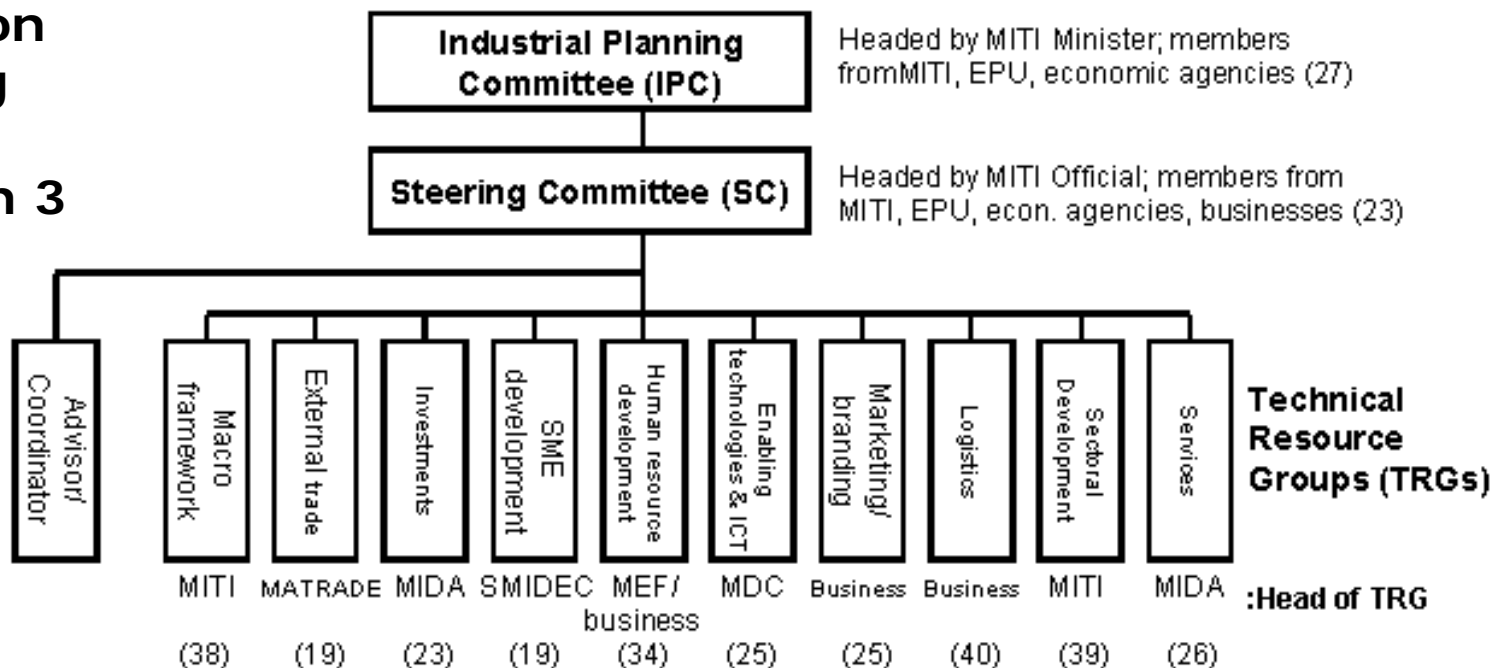 on
g
n 3
Industrial Planning
Committee (IPC)
Headed by MITI Minister; members
fromMITI, EPU, economic agencies (27)
Steering Committee (SC)
Headed by MITI Official; members from
MITI, EPU, econ. agencies, businesses (23)
Advisor/
Coordinator
Macro
framework
External trade
Investments
SME
development
Human resource
development
Enabling
technologies & ICT
Marketing/
branding
Logistics
Sectoral
Development
Services
Technical
Resource
Groups (TRGs)
MITI MATRADE MIDA SMIDEC MEF/ MDC Business Business MITI MIDA :Head of TRG
business
(38) (19) (23) (19) (34) (25) (25) (40) (39) (26)